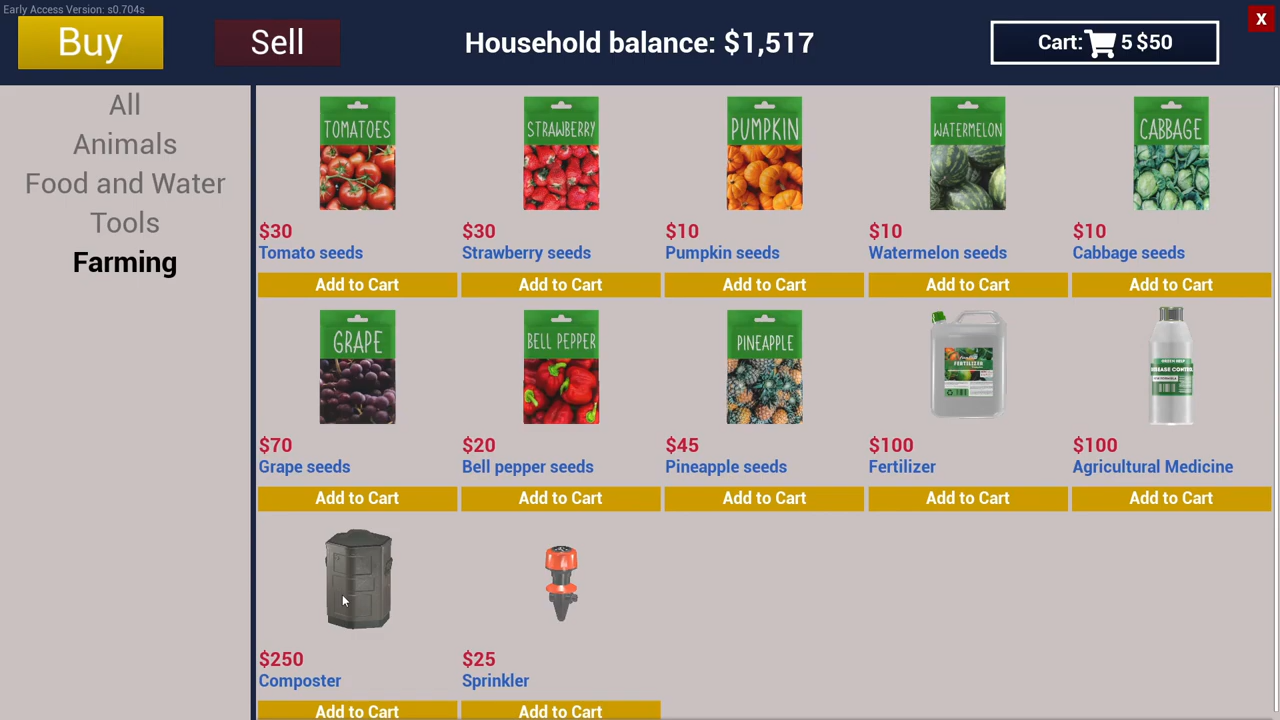 Early Access Version: s0.704s
Buy
Sell
Household balance: $1,517
Cart: 5 $50
X
All
Animals
Food and Water
Tools
Farming
TOMATOES
STRAWBERRY
PUMPKIN
WATERMELON
CABBAGE
$30
$30
$10
$10
$10
Tomato seeds
Strawberry seeds
Pumpkin seeds
Watermelon seeds
Cabbage seeds
Add to Cart
Add to Cart
Add to Cart
Add to Cart
Add to Cart
GRAPE
BELL PEPPER
PINEAPPLE
FERTILIZER
$70
$20
$45
$100
$100
Grape seeds
Bell pepper seeds
Pineapple seeds
Fertilizer
Agricultural Medicine
Add to Cart
Add to Cart
Add to Cart
Add to Cart
Add to Cart
$250
$25
Composter
Sprinkler
Add to Cart
Add to Cart